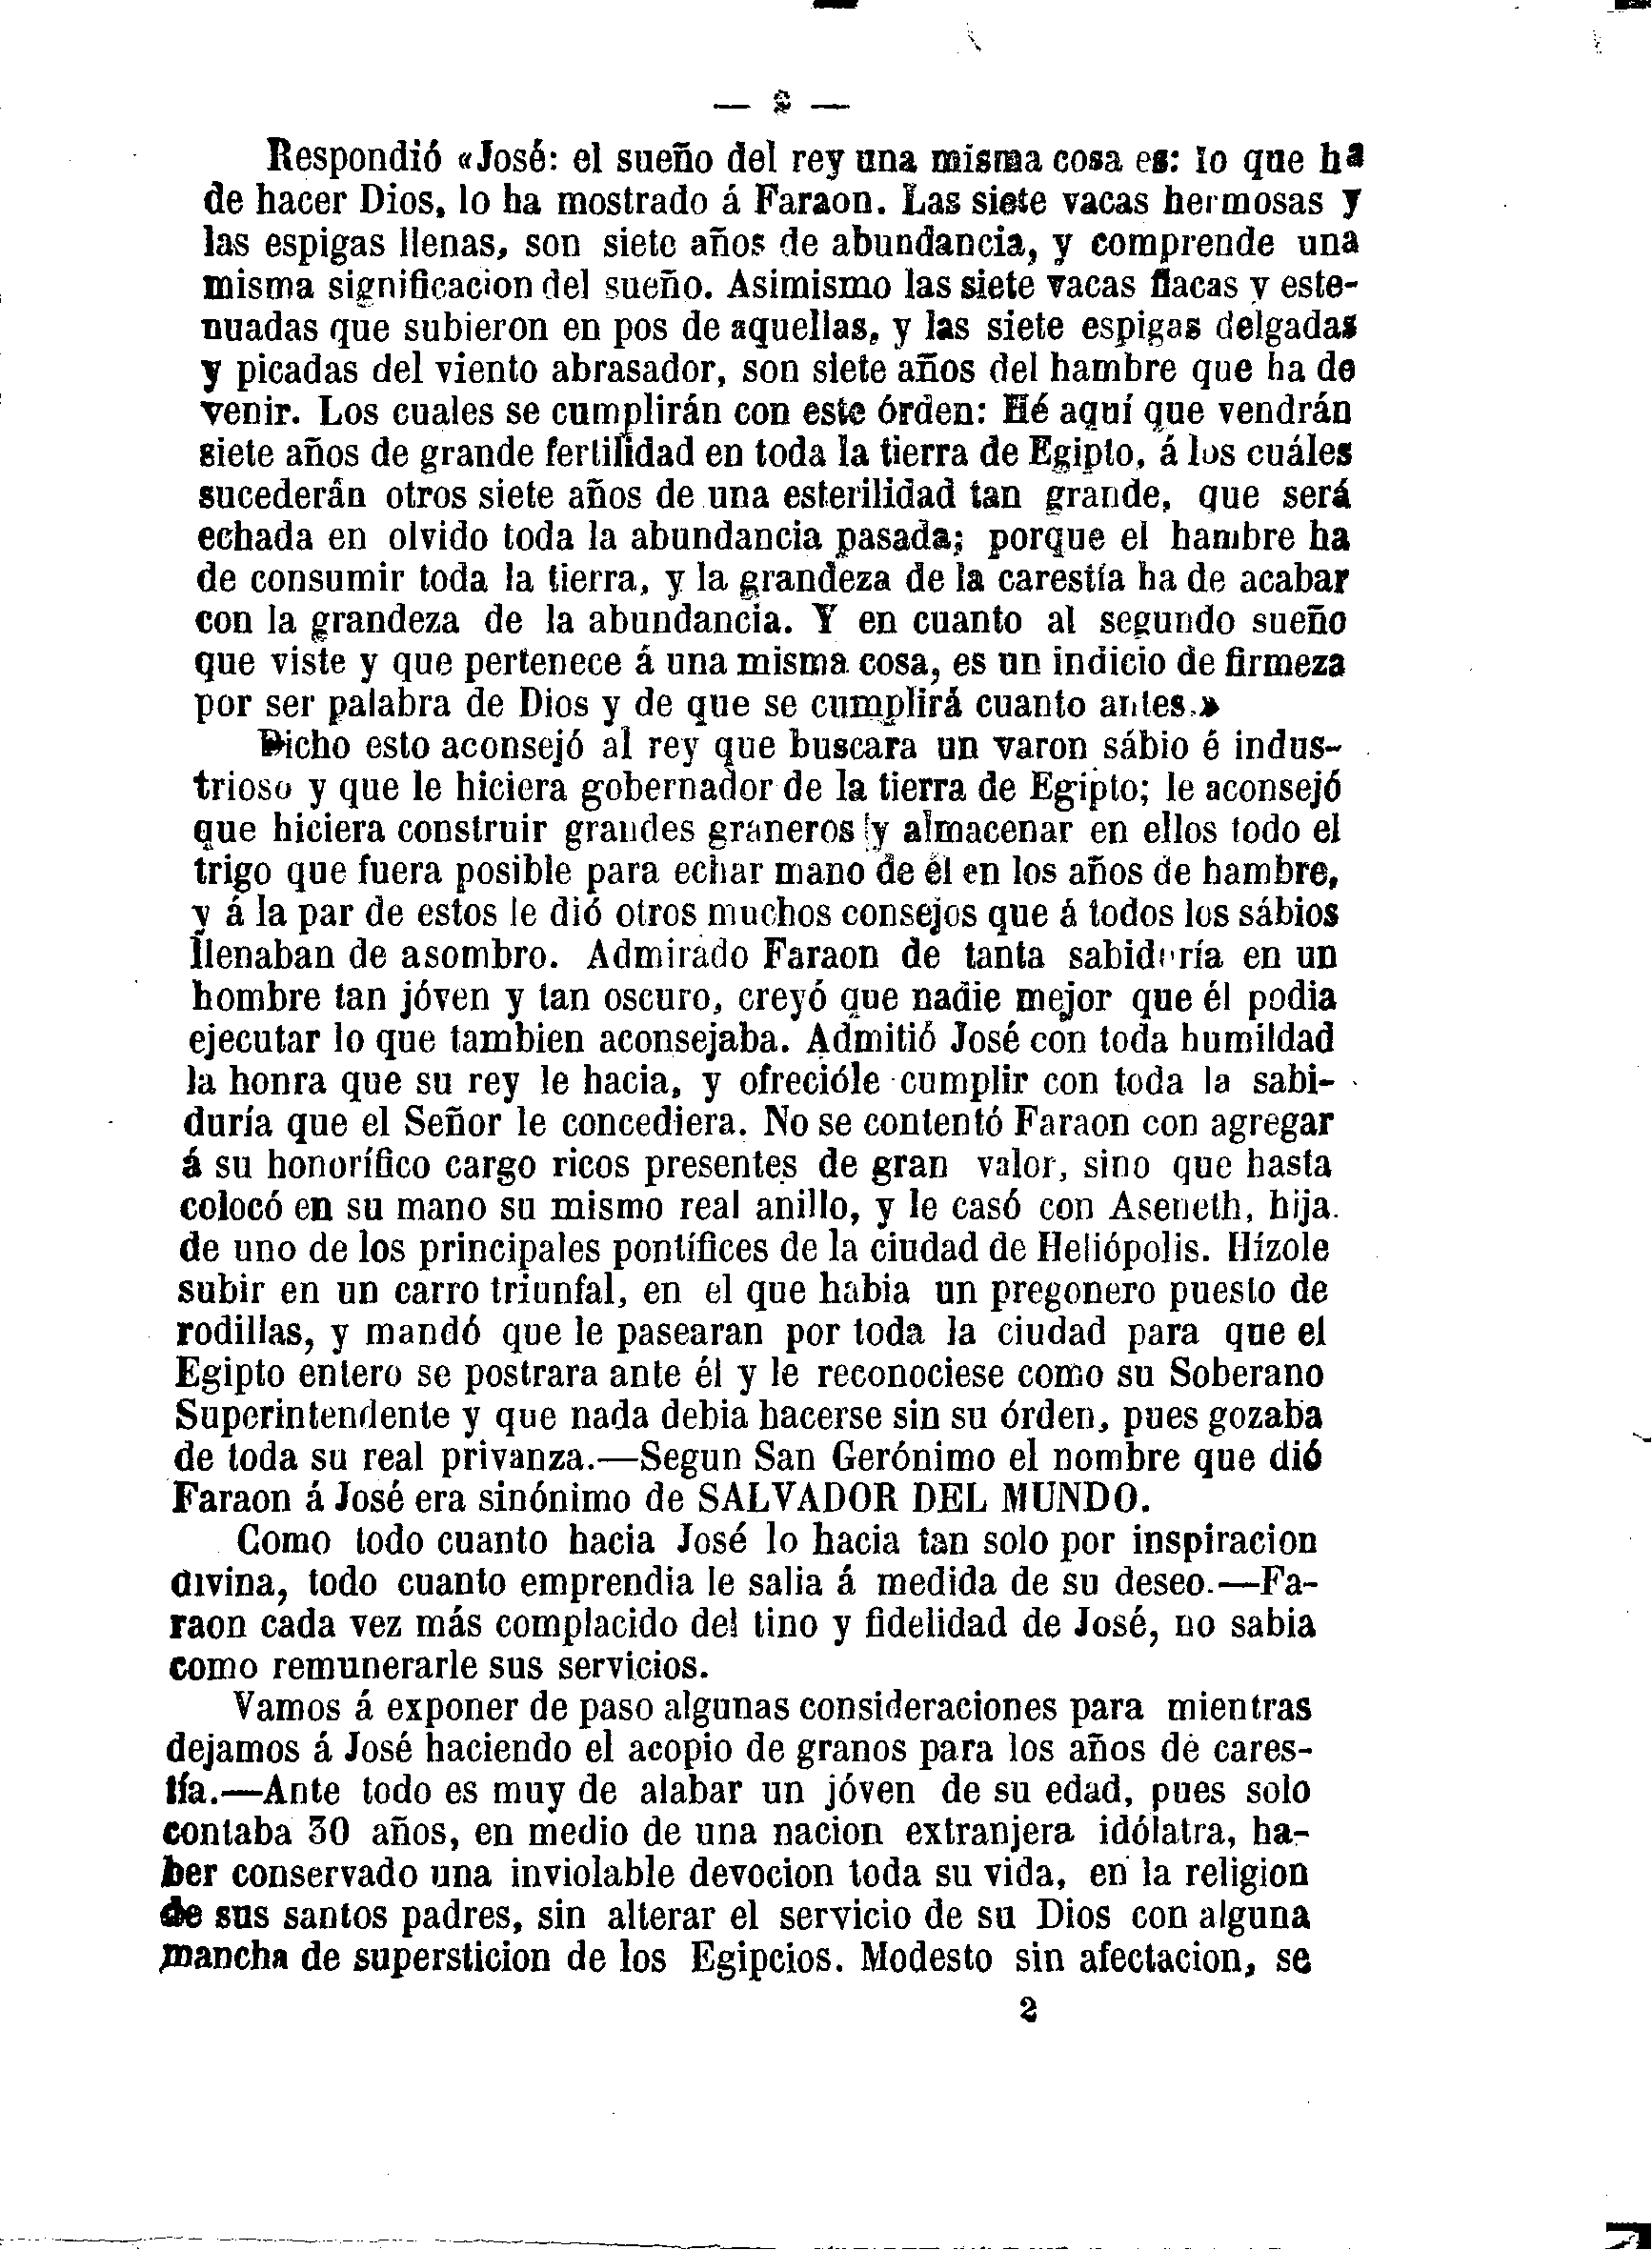 Respondió «José: el sueño del rey una misma cosa es: lo que ha
de hacer Dios, lo ha mostrado á Faraon. Las siete vacas hermosas y
las espigas llenas, son siete años de abundancia, y comprende una
misma significacion del sueño. Asimismo las siete vacas flacas y este-
nuadas que subieron en pos de aquellas, y las siete espigas delgadas
y picadas del viento abrasador, son siete años del hambre que ha de
venir. Los cuales se cumplirán con este órden: Hé aquí que vendrán
siete años de grande fertilidad en toda la tierra de Egipto, á los cuáles
sucederán otros siete años de una esterilidad tan grande, que será
echada en olvido toda la abundancia pasada; porque el hambre ha
de consumir toda la tierra, y la grandeza de la carestía ha de acabar
con la grandeza de la abundancia. Y en cuanto al segundo sueño
que viste y que pertenece á una misma cosa, es un indicio de firmeza
por ser palabra de Dios y de que se cumplirá cuanto antes.»
Dicho esto aconsejó al rey que buscara un varon sábio é indus-
trioso y que le hiciera gobernador de la tierra de Egipto; le aconsejó
que hiciera construir grandes graneros y almacenar en ellos todo el
trigo que fuera posible para echar mano de él en los años de hambre,
y á la par de estos le dió otros muchos consejos que á todos los sábios
llenaban de asombro. Admirado Faraon de tanta sabiduría en un
hombre tan jóven y tan oscuro, creyó que nadie mejor que él podia
ejecutar lo que tambien aconsejaba. Admitió José con toda humildad
la honra que su rey le hacia, y ofrecióle cumplir con toda la sabi-
duría que el Señor le concediera. No se contentó Faraon con agregar
á su honorífico cargo ricos presentes de gran valor, sino que hasta
colocó en su mano su mismo real anillo, y le casó con Aseneth, hija
de uno de los principales pontífices de la ciudad de Heliópolis. Hízole
subir en un carro triunfal, en el que habia un pregonero puesto de
rodillas, y mandó que le pasearan por toda la ciudad para que el
Egipto entero se postrara ante él y le reconociese como su Soberano
Superintendente y que nada debia hacerse sin su órden, pues gozaba
de toda su real privanza.—Segun San Gerónimo el nombre que dió
Faraon á José era sinónimo de SALVADOR DEL MUNDO.
Como todo cuanto hacia José lo hacia tan solo por inspiracion
divina, todo cuanto emprendia le salia á medida de su deseo.—Fa-
raon cada vez más complacido del tino y fidelidad de José, no sabia
como remunerarle sus servicios.
Vamos á exponer de paso algunas consideraciones para mientras
dejamos á José haciendo el acopio de granos para los años de cares-
tía.—Ante todo es muy de alabar un jóven de su edad, pues solo
contaba 30 años, en medio de una nacion extranjera idólatra, ha-
ber conservado una inviolable devocion toda su vida, en la religion
de sus santos padres, sin alterar el servicio de su Dios con alguna
mancha de supersticion de los Egipcios. Modesto sin afectacion, se
2